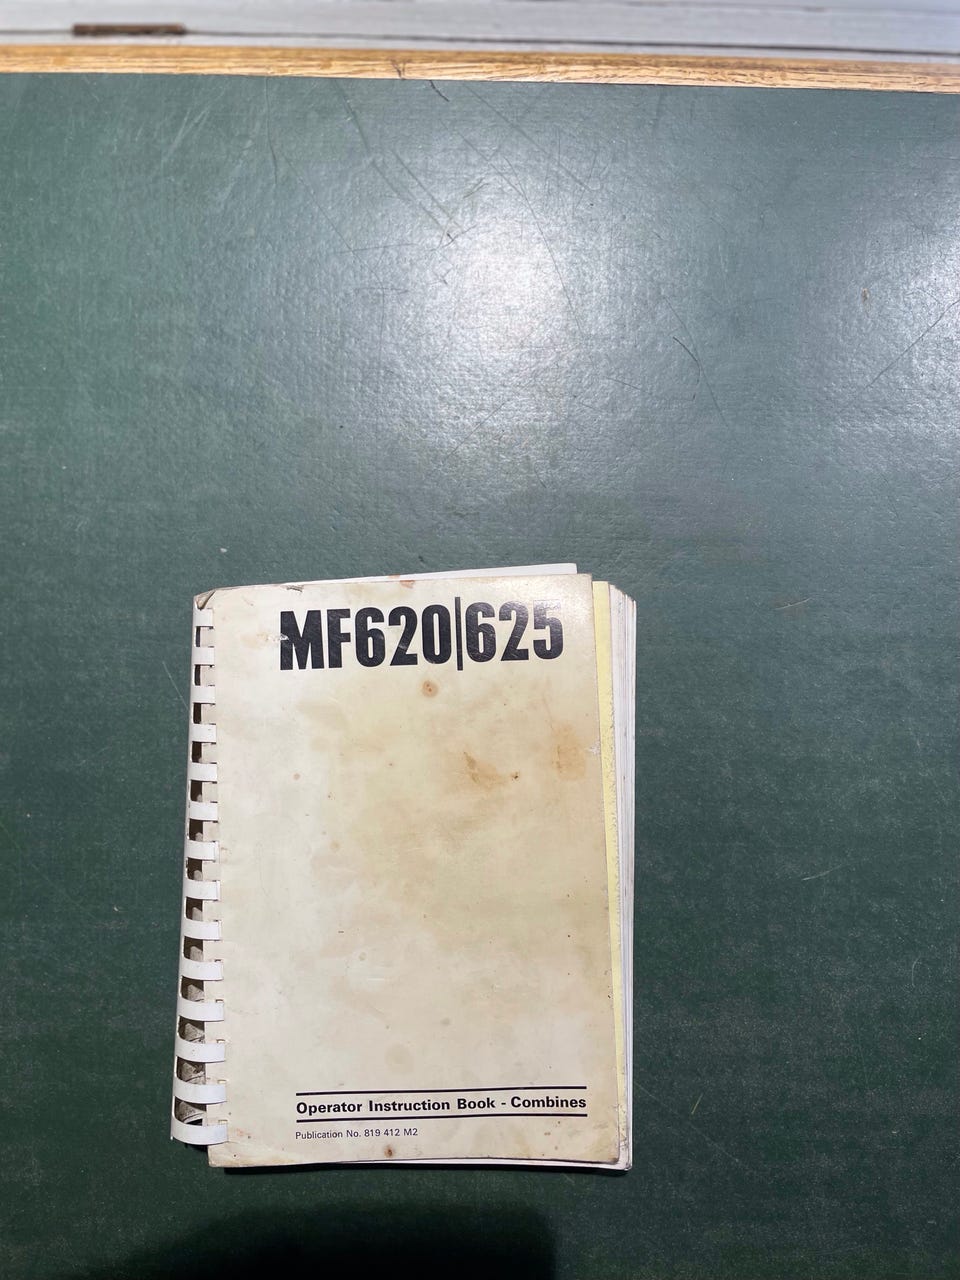 MF620|625
Operator Instruction Book - Combines
Publication No. 819 412 M2